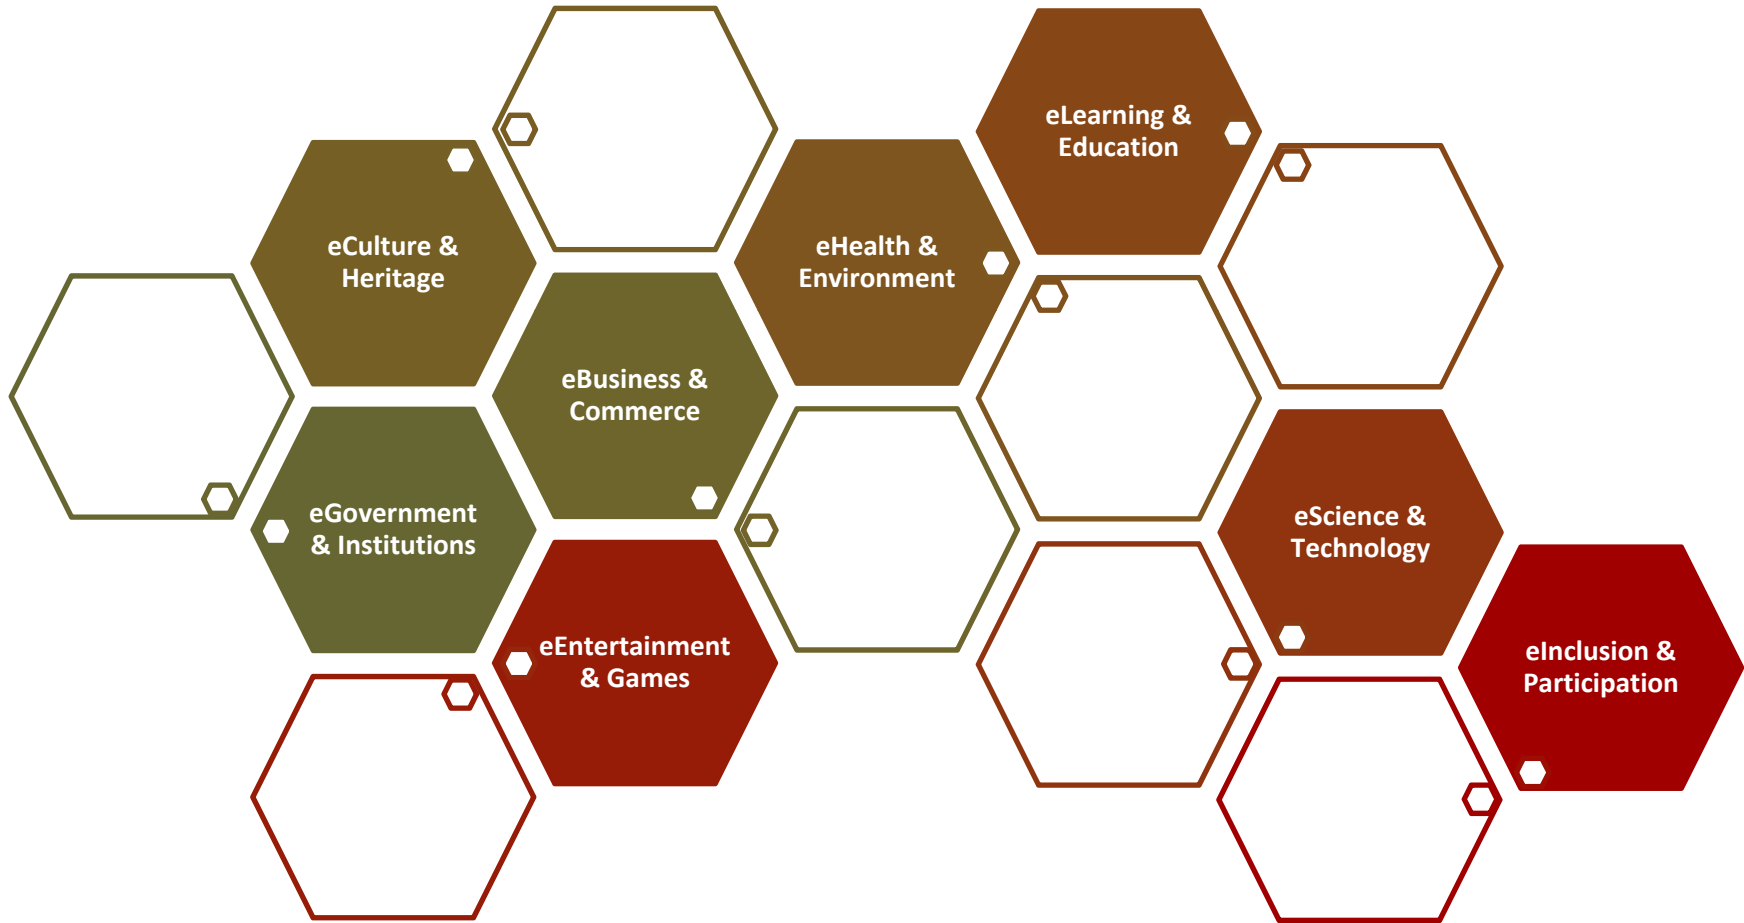 eLearning &
Education
eCulture &
Heritage
eHealth &
Environment
eBusiness &
Commerce
eGovernment
& Institutions
eScience &
Technology
eEntertainment
& Games
eInclusion &
Participation